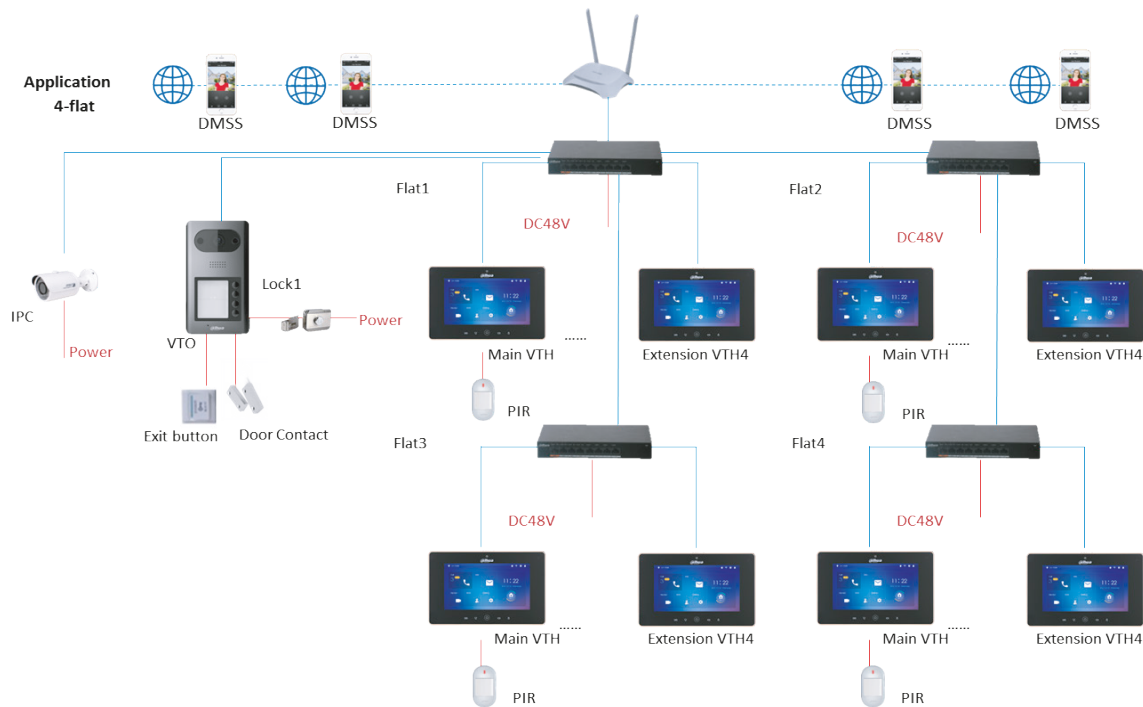 Application
4-flat
DMSS
DMSS
DMSS
DMSS
Flat1
Flat2
DC48V
DC48V
Lock1
IPC
Power
Power
VTO
Main VTH
......
Extension VTH4
Main VTH
......
Extension VTH4
PIR
PIR
Exit button
Door Contact
Flat3
Flat4
DC48V
DC48V
Main VTH
......
Extension VTH4
Main VTH
......
Extension VTH4
PIR
PIR